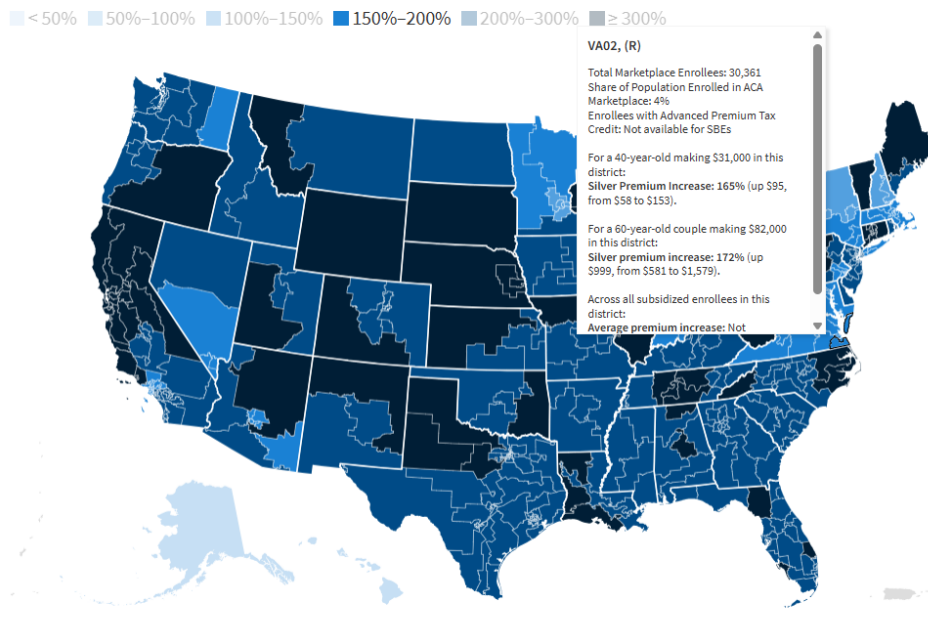 < 50%
50%–100%
100%–150%
150%–200%
200%–300%
≥ 300%
VA02, (R)
Total Marketplace Enrollees: 30,361
Share of Population Enrolled in ACA
Marketplace: 4%
Enrollees with Advanced Premium Tax
Credit: Not available for SBEs
For a 40-year-old making $31,000 in this
district:
Silver Premium Increase: 165% (up $95,
from $58 to $153).
For a 60-year-old couple making $82,000
in this district:
Silver premium increase: 172% (up
$999, from $581 to $1,579).
Across all subsidized enrollees in this
district:
Average premium increase: Not